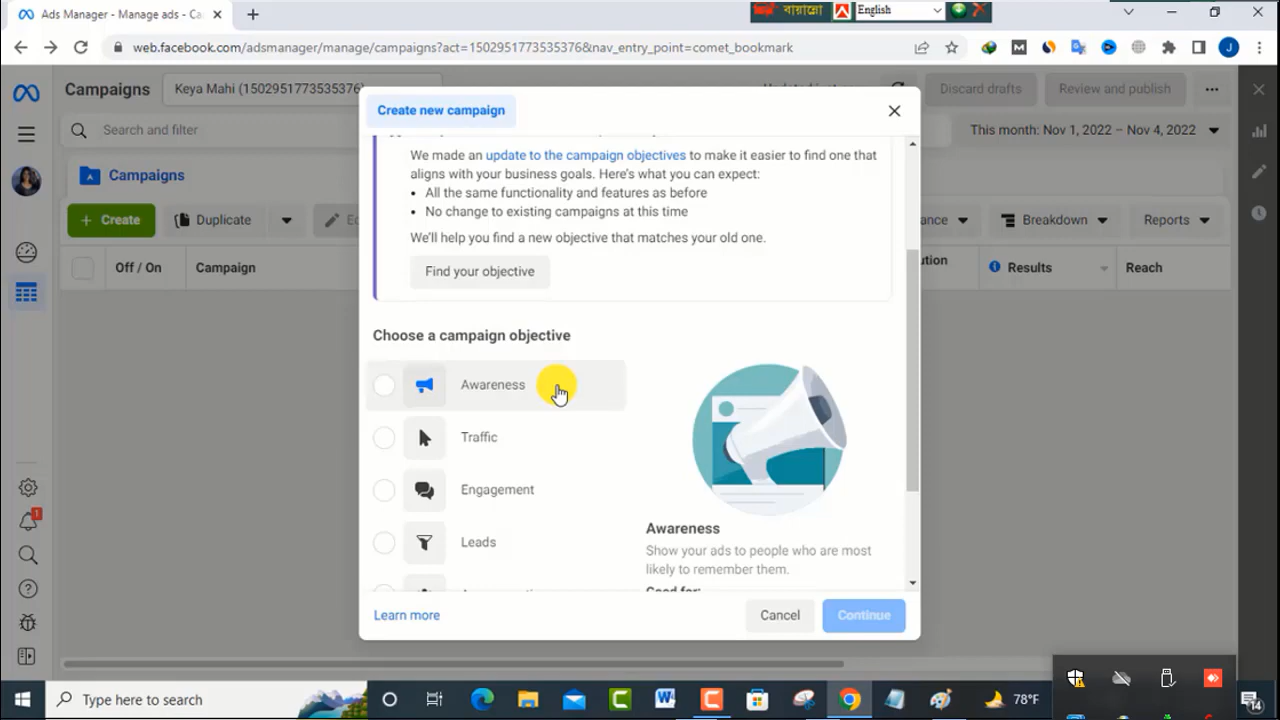 Ads Manager - Manage ads - Ca
বায়ান্নো
English
web.facebook.com/adsmanager/manage/campaigns?act=1502951773535376&nav_entry_point=comet_bookmark
J
Campaigns
Keya Mahi (1502951773535376)
Discard drafts
Review and publish
Search and filter
This month: Nov 1, 2022 – Nov 4, 2022
Create new campaign
Campaigns
+ Create
Duplicate
Breakdown
Reports
Off / On
Campaign
Results
Reach
We made an update to the campaign objectives to make it easier to find one that
aligns with your business goals. Here's what you can expect:
• All the same functionality and features as before
• No change to existing campaigns at this time
We'll help you find a new objective that matches your old one.
Find your objective
Choose a campaign objective
Awareness
Traffic
Engagement
Leads
Awareness
Show your ads to people who are most
likely to remember them.
Good for:
Learn more
Cancel
Continue
1
Type here to search
78°F
14